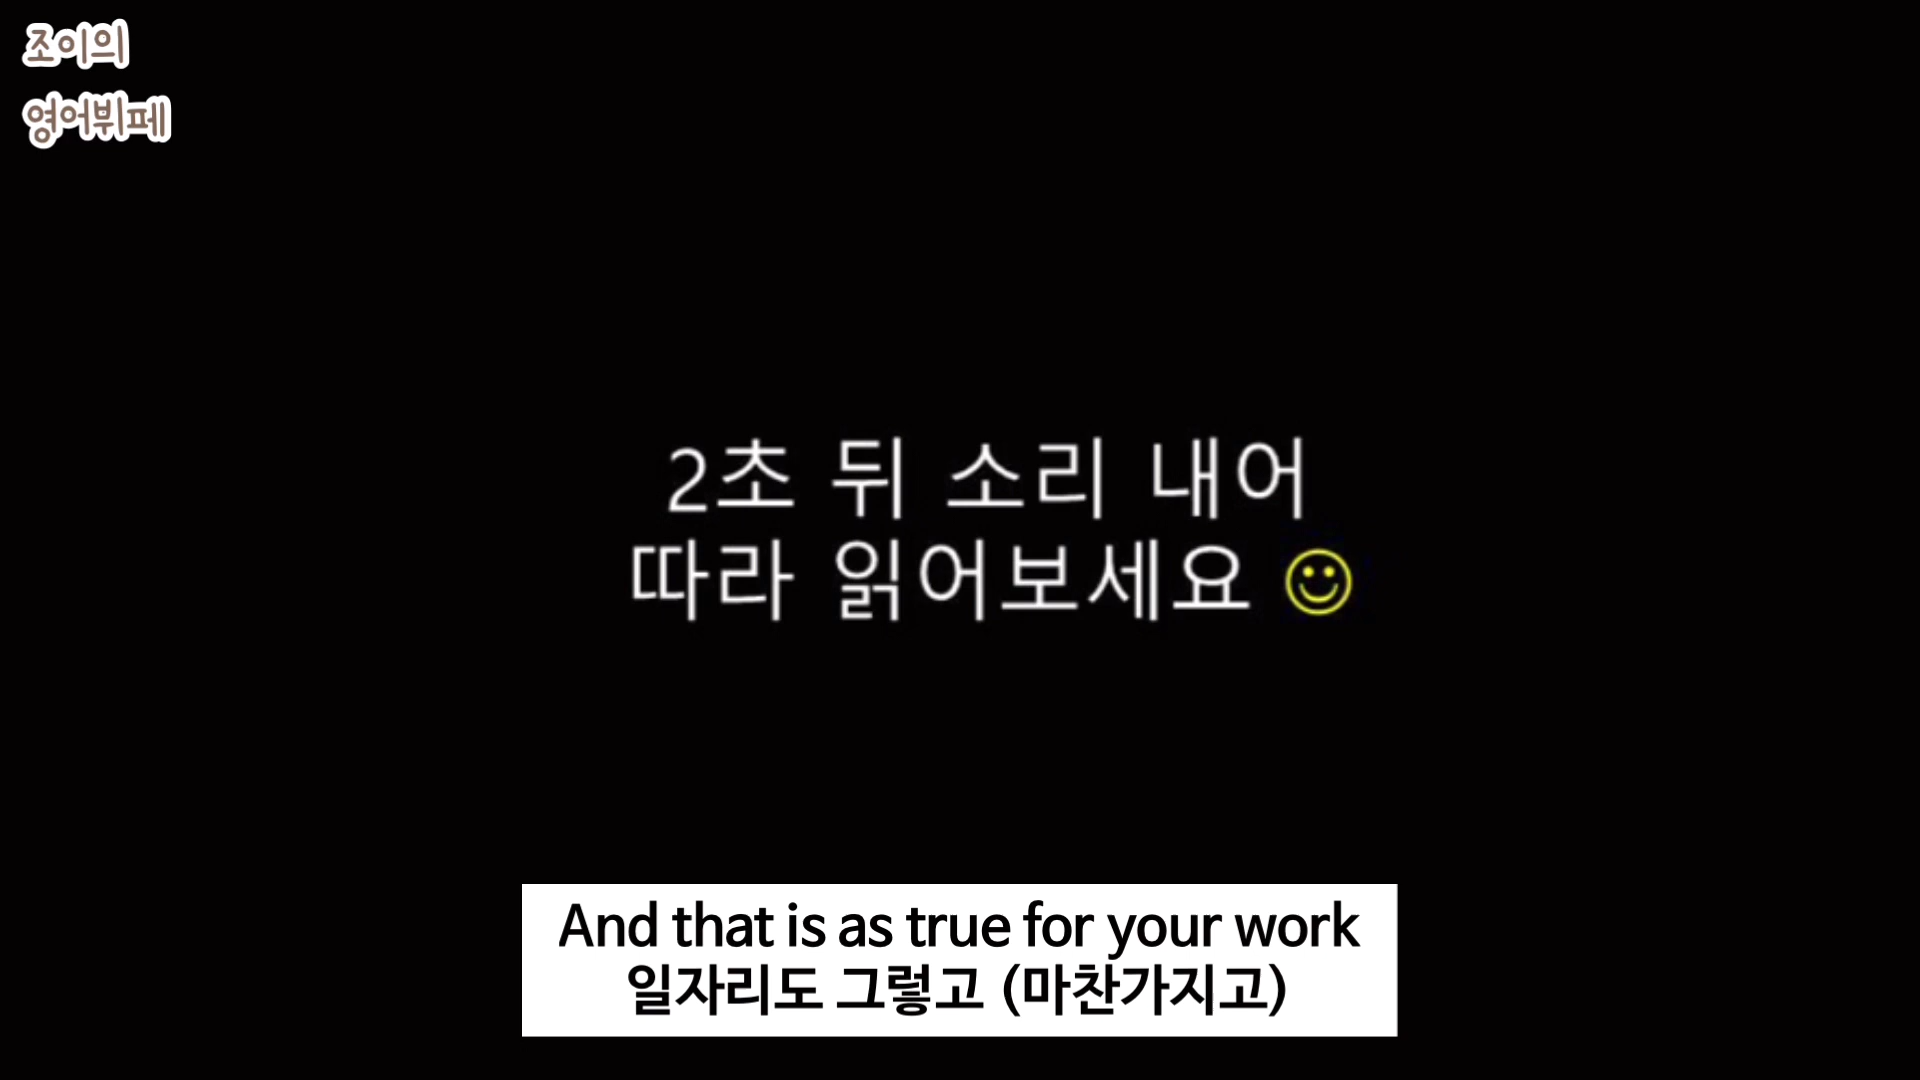 조이의
영어뷔페
2초 뒤 소리 내어
따라 읽어보세요 ☺
And that is as true for your work
일자리도 그렇고 (마찬가지고)